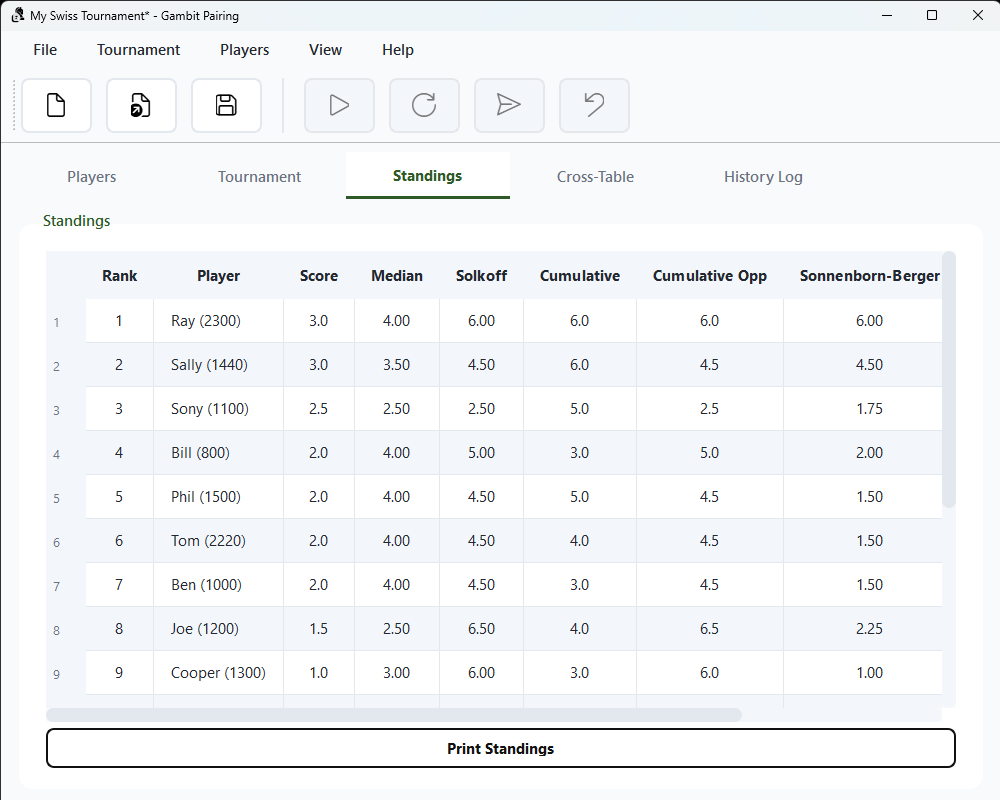 My Swiss Tournament* - Gambit Pairing
File Tournament Players View Help
Players Tournament Standings Cross-Table History Log
Standings
Rank Player Score Median Solkoff Cumulative Cumulative Opp Sonnenborn-Berger
1 1 Ray (2300) 3.0 4.00 6.00 6.0 6.0 6.00
2 2 Sally (1440) 3.0 3.50 4.50 6.0 4.5 4.50
3 3 Sony (1100) 2.5 2.50 2.50 5.0 2.5 1.75
4 4 Bill (800) 2.0 4.00 5.00 3.0 5.0 2.00
5 5 Phil (1500) 2.0 4.00 4.50 5.0 4.5 1.50
6 6 Tom (2220) 2.0 4.00 4.50 4.0 4.5 1.50
7 7 Ben (1000) 2.0 4.00 4.50 3.0 4.5 1.50
8 8 Joe (1200) 1.5 2.50 6.50 4.0 6.5 2.25
9 9 Cooper (1300) 1.0 3.00 6.00 3.0 6.0 1.00
Print Standings